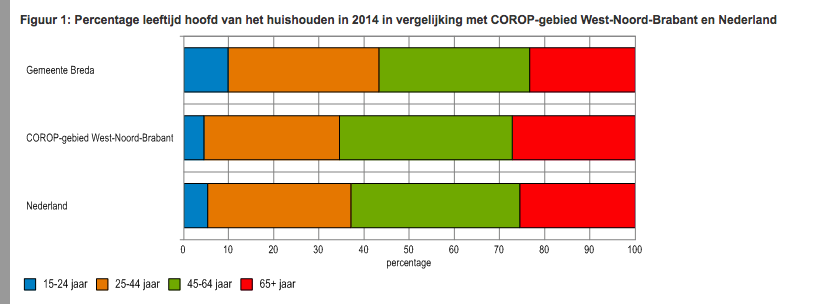 Figuur 1: Percentage leeftijd hoofd van het huishouden in 2014 in vergelijking met COROP-gebied West-Noord-Brabant en Nederland
Gemeente Breda
COROP-gebied West-Noord-Brabant
Nederland
0 10 20 30 40 50 60 70 80 90 100
percentage
15-24 jaar 25-44 jaar 45-64 jaar 65+ jaar